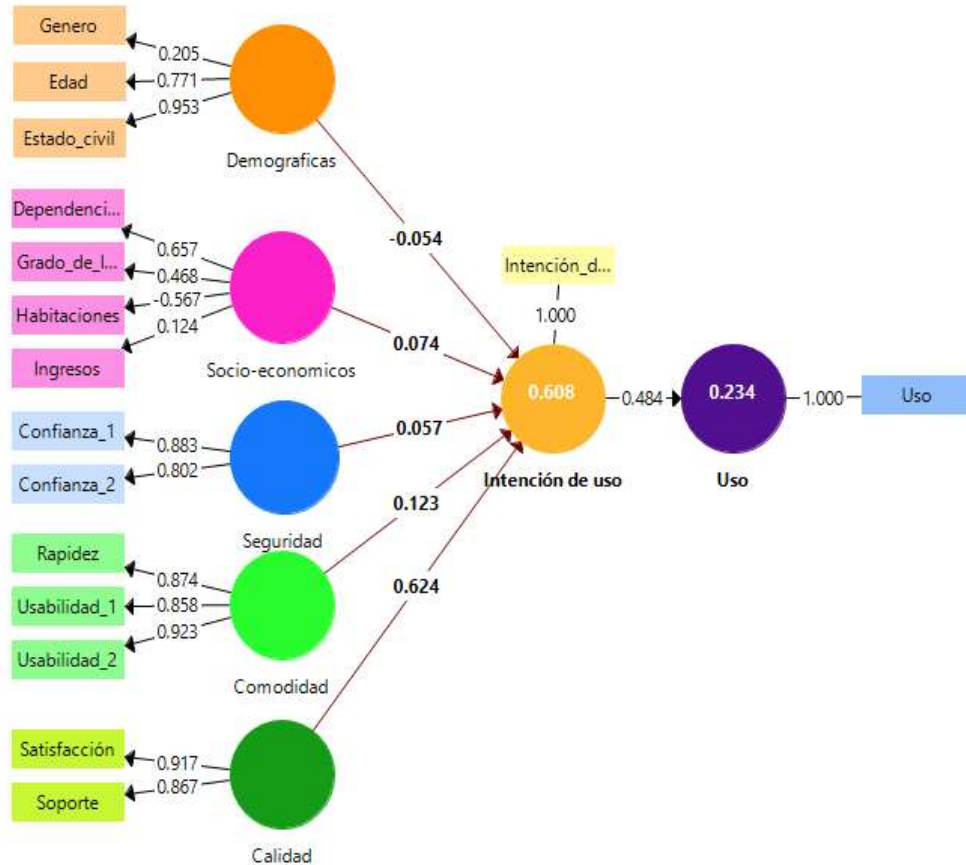 Genero
0.205
Edad
0.771
0.953
Estado_civil
Demograficas
Dependenci...
0.657
Grado_de_I...
0.468
-0.567
Habitaciones
0.124
Ingresos
Socio-economicos
Confianza_1
0.883
0.802
Confianza_2
Seguridad
Rapidez
0.874
Usabilidad_1
0.858
0.923
Usabilidad_2
Comodidad
Satisfacción
0.917
0.867
Soporte
Calidad
-0.054
0.074
0.057
0.123
0.624
Intención_d...
1.000
0.608
Intención de uso
0.484
0.234
Uso
1.000
Uso